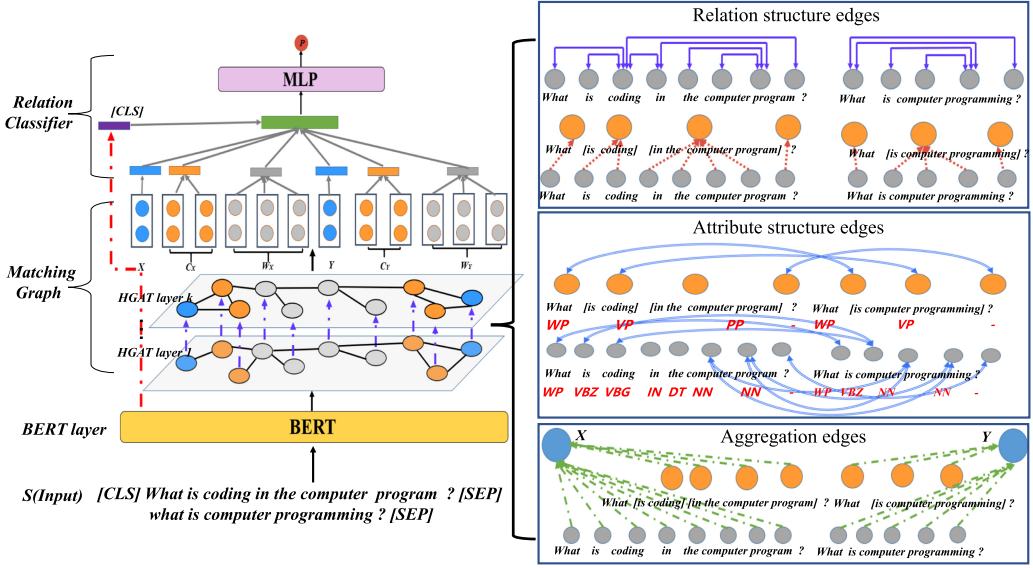 P
MLP
Relation
Classifier
[CLS]
Matching
Graph
X
C_X
W_X
Y
C_Y
W_Y
HGAT layer k
HGAT layer 1
BERT layer
BERT
S(Input)
[CLS] What is coding in the computer program ? [SEP]
what is computer programming ? [SEP]
Relation structure edges
What is coding in the computer program ?
What is computer programming ?
What [is coding] [in the computer program] ?
What [is computer programming] ?
What is coding in the computer program ?
What is computer programming ?
Attribute structure edges
What [is coding] [in the computer program] ? What [is computer programming] ?
WP VP PP - WP VP -
What is coding in the computer program ? What is computer programming ?
WP VBZ VBG IN DT NN NN - WP VBZ NN NN -
Aggregation edges
X Y
What [is coding] [in the computer program] ? What [is computer programming] ?
What is coding in the computer program ? What is computer programming ?